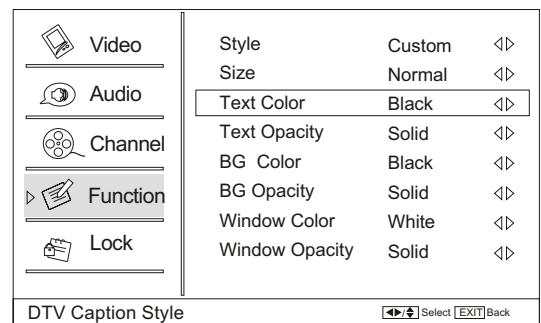 Video
Audio
Channel
Function
Lock
Style Custom
Size Normal
Text Color Black
Text Opacity Solid
BG Color Black
BG Opacity Solid
Window Color White
Window Opacity Solid
DTV Caption Style Select EXIT Back